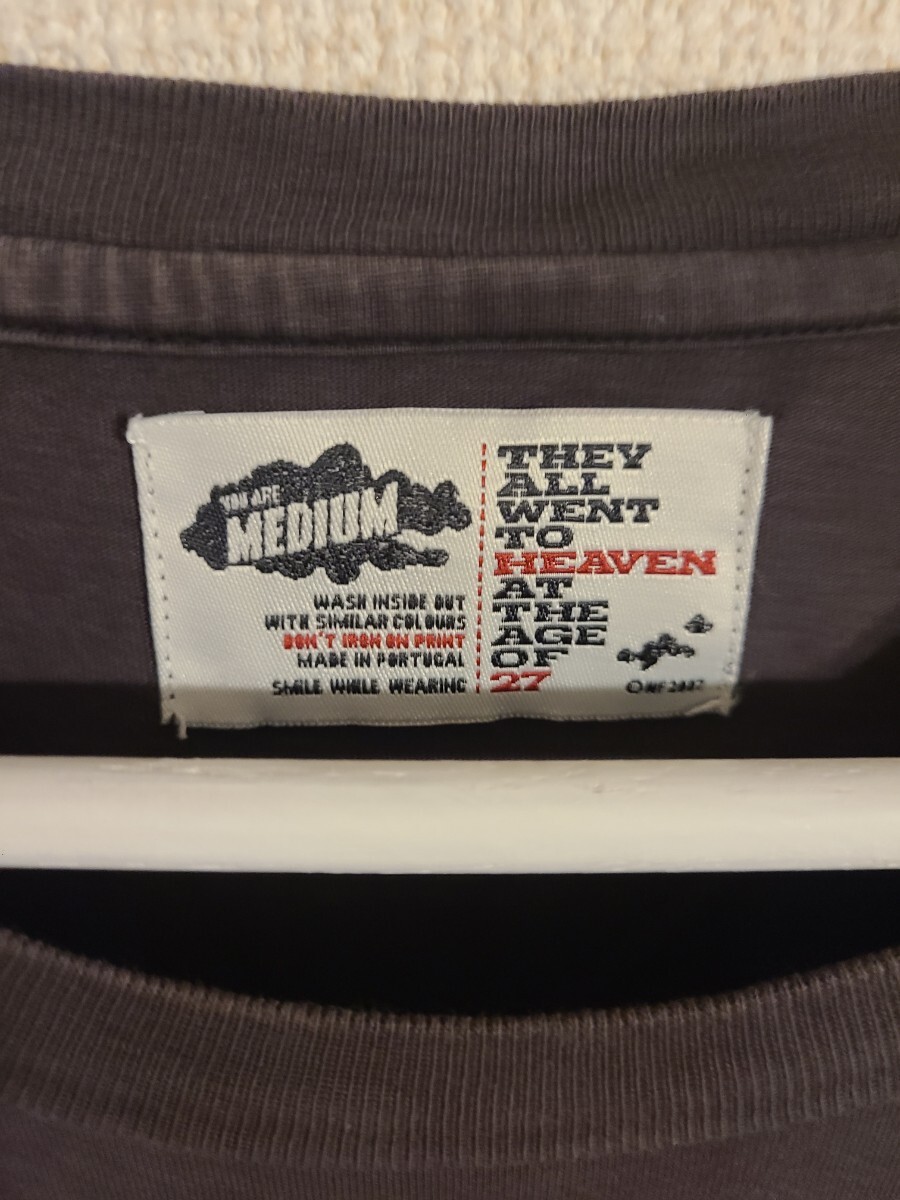 YOU ARE
MEDIUM
WASH INSIDE OUT
WITH SIMILAR COLOURS
DON'T IRON ON PRINT
MADE IN PORTUGAL
SMILE WHILE WEARING
THEY
ALL
WENT
TO
HEAVEN
AT
THE
AGE
OF
27